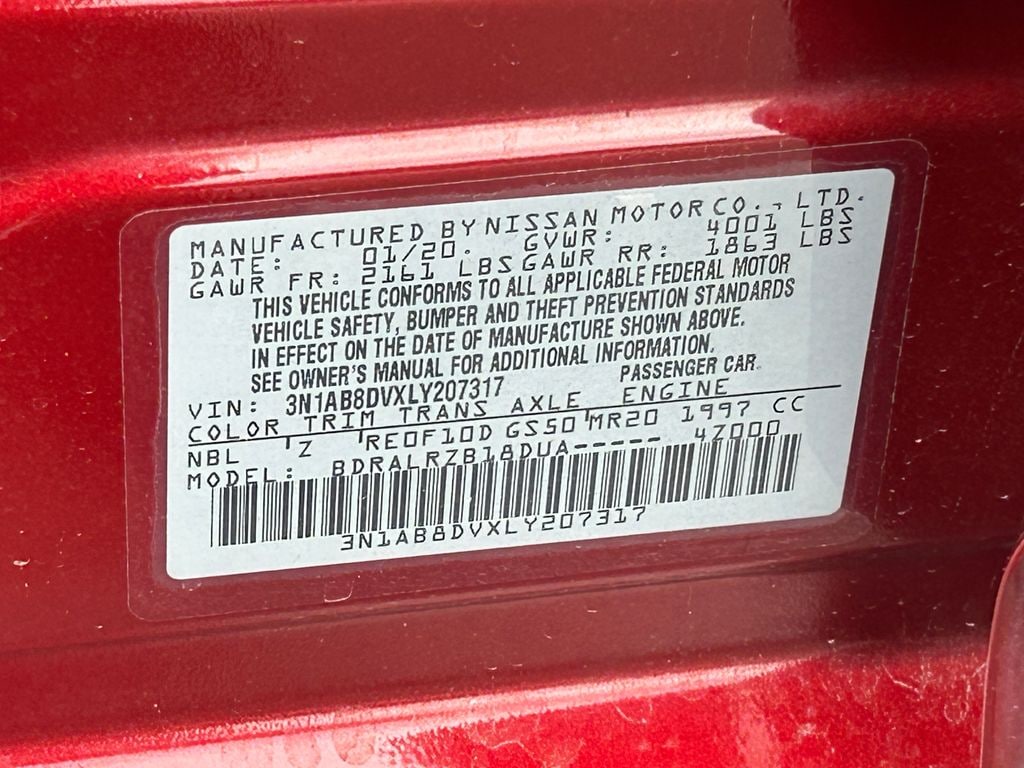 MANUFACTURED BY NISSAN MOTOR CO., LTD.
DATE: 01/20. GVWR: 4001 LBS
GAWR FR: 2161 LBS GAWR RR: 1863 LBS
THIS VEHICLE CONFORMS TO ALL APPLICABLE FEDERAL MOTOR
VEHICLE SAFETY, BUMPER AND THEFT PREVENTION STANDARDS
IN EFFECT ON THE DATE OF MANUFACTURE SHOWN ABOVE.
SEE OWNER'S MANUAL FOR ADDITIONAL INFORMATION.
VIN: 3N1AB8DVXLY207317 PASSENGER CAR.
COLOR TRIM TRANS AXLE ENGINE
NBL Z RE0F10D GS50 MR20 1997 CC
MODEL: BDRALRZB18DUA----- 4Z000
3N1AB8DVXLY207317